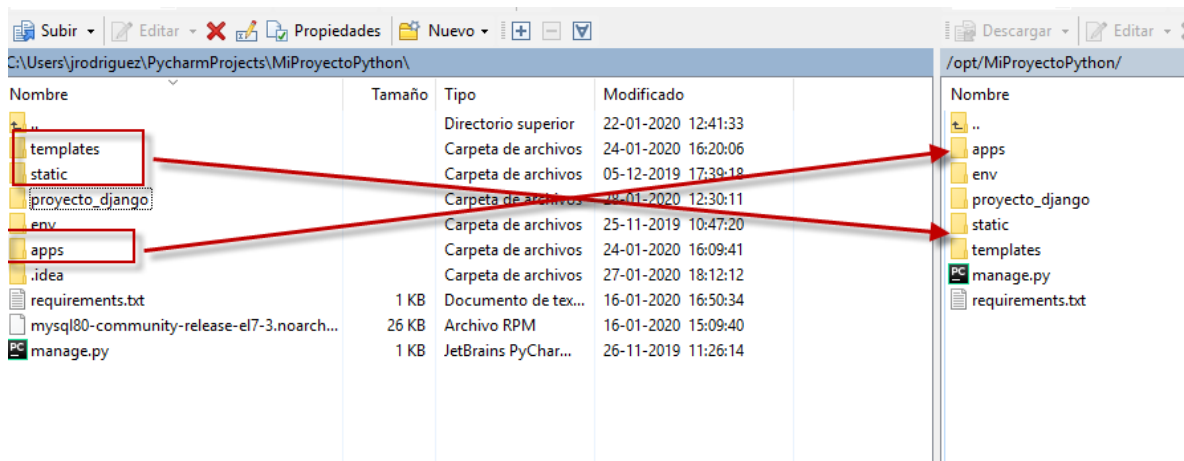 Subir Editar Propiedades Nuevo Descargar Editar
C:\Users\jrodriguez\PycharmProjects\MiProyectoPython\ /opt/MiProyectoPython/
Nombre Tamaño Tipo Modificado Nombre
.. Directorio superior 22-01-2020 12:41:33 ..
templates Carpeta de archivos 24-01-2020 16:20:06 apps
static Carpeta de archivos 05-12-2019 17:39:18 env
proyecto_django Carpeta de archivos 28-01-2020 12:30:11 proyecto_django
env Carpeta de archivos 25-11-2019 10:47:20 static
apps Carpeta de archivos 24-01-2020 16:09:41 templates
.idea Carpeta de archivos 27-01-2020 18:12:12 manage.py
requirements.txt 1 KB Documento de tex... 16-01-2020 16:50:34 requirements.txt
mysql80-community-release-el7-3.noarch... 26 KB Archivo RPM 16-01-2020 15:09:40
manage.py 1 KB JetBrains PyChar... 26-11-2019 11:26:14